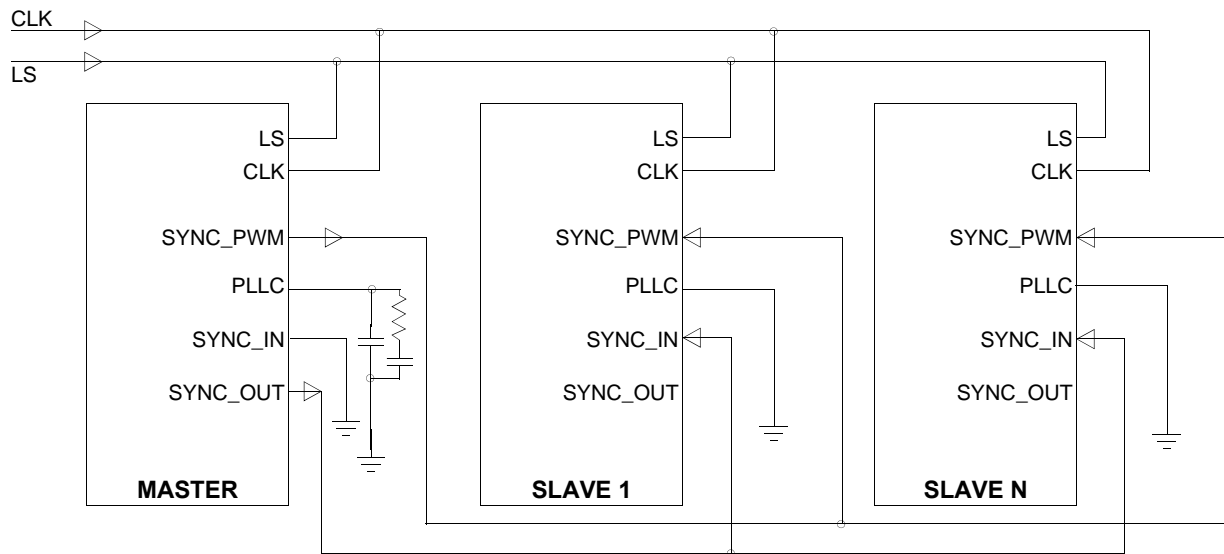 CLK
LS
LS
CLK
SYNC_PWM
PLLC
SYNC_IN
SYNC_OUT
MASTER
LS
CLK
SYNC_PWM
PLLC
SYNC_IN
SYNC_OUT
SLAVE 1
LS
CLK
SYNC_PWM
PLLC
SYNC_IN
SYNC_OUT
SLAVE N